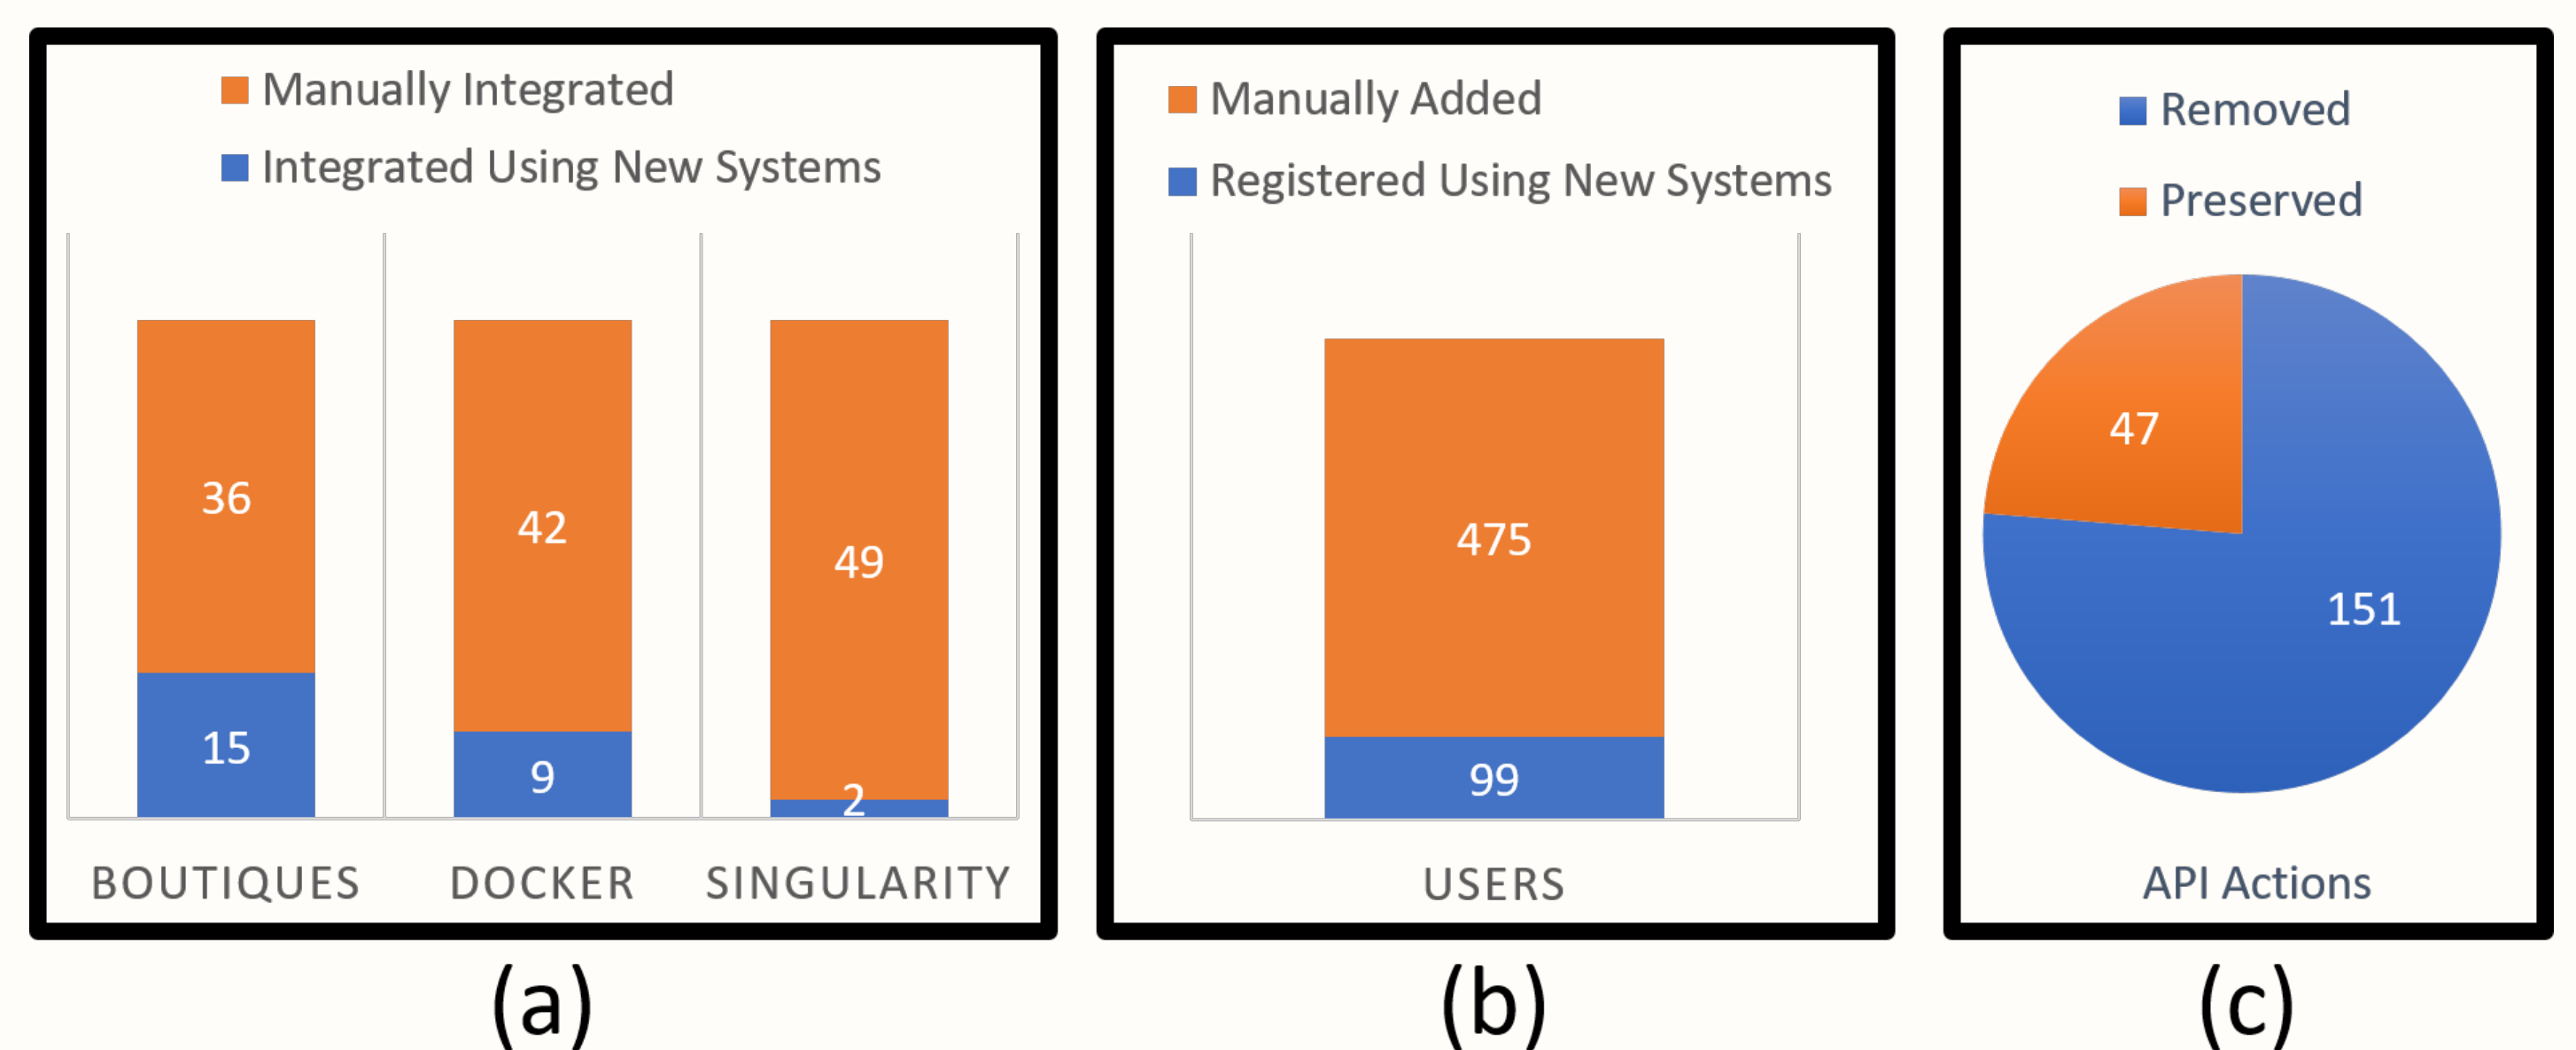 Manually Integrated
Integrated Using New Systems
36
42
49
15
9
2
BOUTIQUES
DOCKER
SINGULARITY
(a)
Manually Added
Registered Using New Systems
475
99
USERS
(b)
Removed
Preserved
47
151
API Actions
(c)